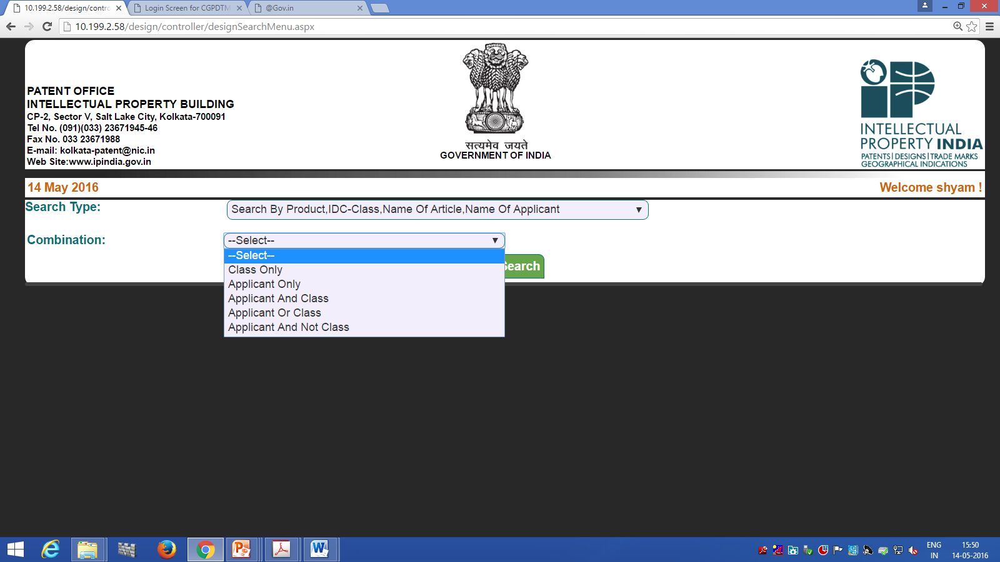 10.199.2.58/design/contro
Login Screen for CGPDTM
@Gov.in
10.199.2.58/design/controller/designSearchMenu.aspx
PATENT OFFICE
INTELLECTUAL PROPERTY BUILDING
CP-2, Sector V, Salt Lake City, Kolkata-700091
Tel No. (091)(033) 23671945-46
Fax No. 033 23671988
E-mail: kolkata-patent@nic.in
Web Site:www.ipindia.gov.in
सत्यमेव जयते
GOVERNMENT OF INDIA
INTELLECTUAL
PROPERTY INDIA
PATENTS|DESIGNS|TRADE MARKS
GEOGRAPHICAL INDICATIONS
14 May 2016
Welcome shyam !
Search Type:
Search By Product,IDC-Class,Name Of Article,Name Of Applicant
Combination:
--Select--
--Select--
Class Only
Applicant Only
Applicant And Class
Applicant Or Class
Applicant And Not Class
Search
ENG
IN
15:50
14-05-2016